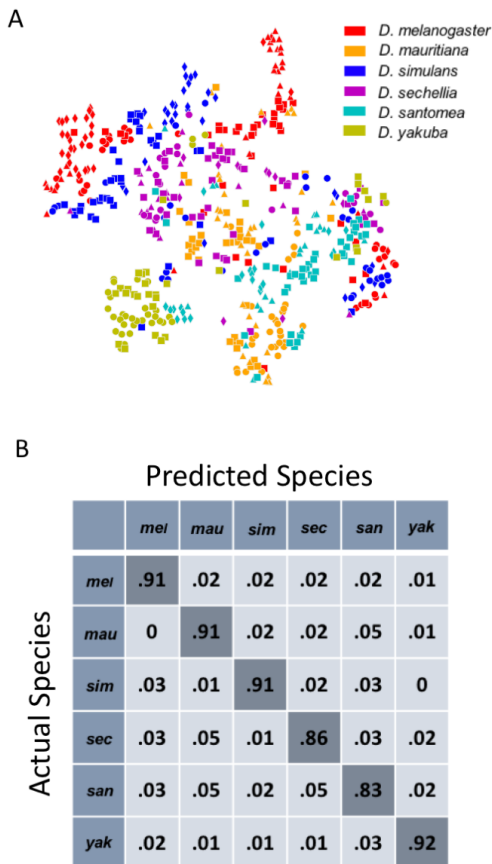 A
D. melanogaster
D. mauritiana
D. simulans
D. sechellia
D. santomea
D. yakuba
B
Predicted Species
Actual Species
mel mau sim sec san yak
mel .91 .02 .02 .02 .02 .01
mau 0 .91 .02 .02 .05 .01
sim .03 .01 .91 .02 .03 0
sec .03 .05 .01 .86 .03 .02
san .03 .05 .02 .05 .83 .03
yak .02 .01 .01 .01 .03 .92